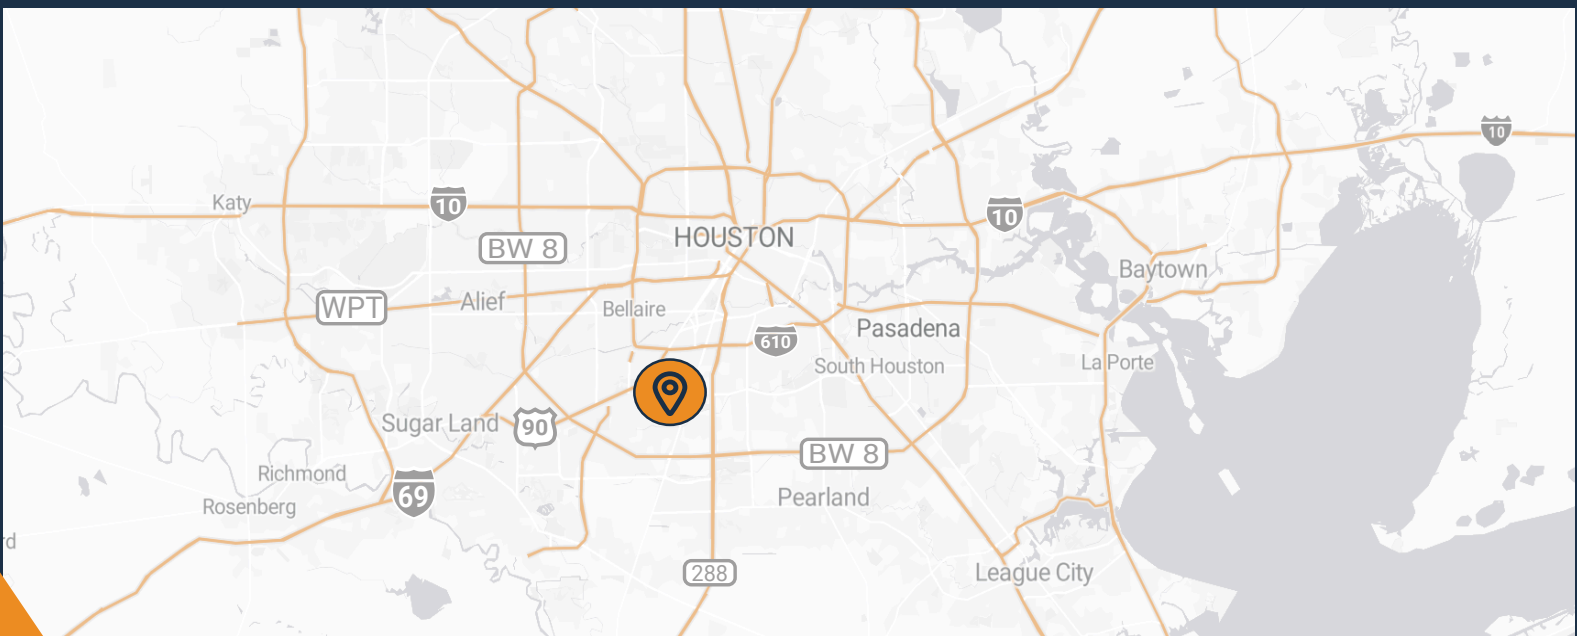 10
Katy
10
10
HOUSTON
BW 8
Baytown
WPT
Alief
Bellaire
Pasadena
610
South Houston
La Porte
Sugar Land
90
BW 8
Richmond
69
Pearland
Rosenberg
rd
288
League City